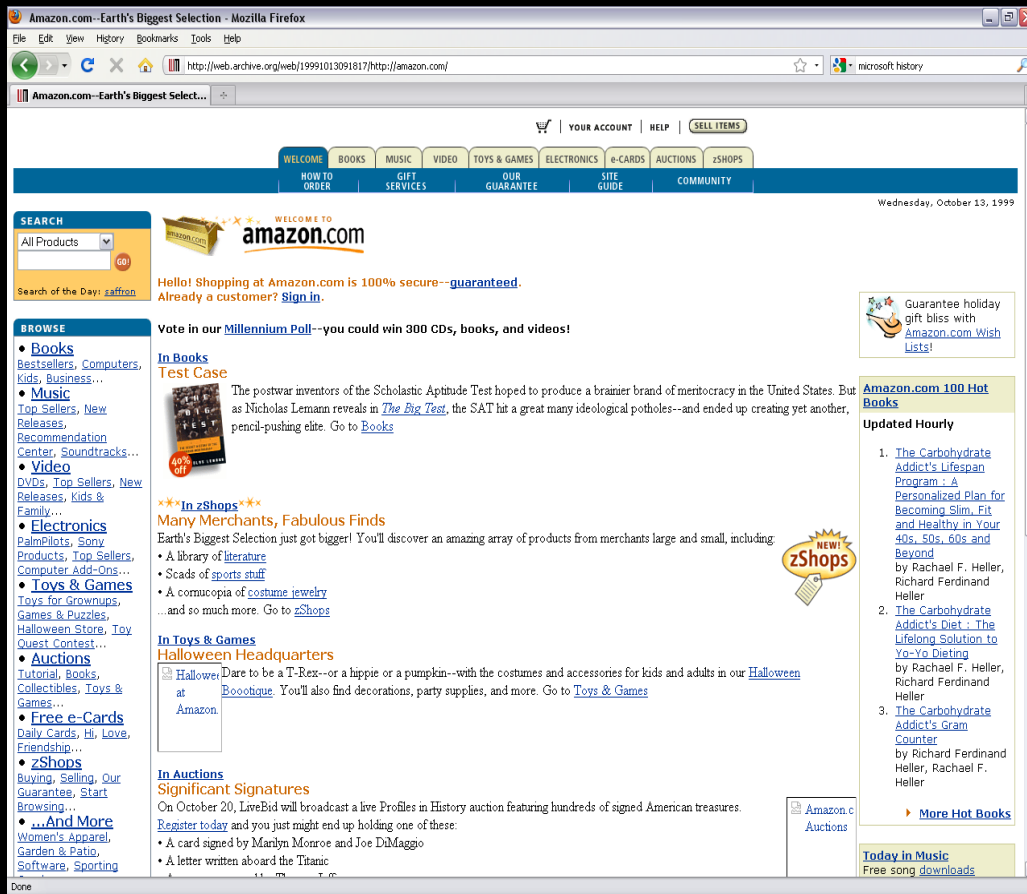 Amazon.com--Earth's Biggest Selection - Mozilla Firefox
File Edit View History Bookmarks Tools Help
http://web.archive.org/web/19991013091817/http://amazon.com/
microsoft history
Amazon.com--Earth's Biggest Select...
YOUR ACCOUNT | HELP | SELL ITEMS
WELCOME BOOKS MUSIC VIDEO TOYS & GAMES ELECTRONICS e-CARDS AUCTIONS zSHOPS
HOW TO ORDER GIFT SERVICES OUR GUARANTEE SITE GUIDE COMMUNITY
Wednesday, October 13, 1999
SEARCH
All Products
GO!
Search of the Day: saffron
BROWSE
• Books
Bestsellers, Computers,
Kids, Business...
• Music
Top Sellers, New
Releases,
Recommendation
Center, Soundtracks...
• Video
DVDs, Top Sellers, New
Releases, Kids &
Family...
• Electronics
PalmPilots, Sony
Products, Top Sellers,
Computer Add-Ons...
• Toys & Games
Toys for Grownups,
Games & Puzzles,
Halloween Store, Toy
Quest Contest...
• Auctions
Tutorial, Books,
Collectibles, Toys &
Games...
• Free e-Cards
Daily Cards, Hi, Love,
Friendship...
• zShops
Buying, Selling, Our
Guarantee, Start
Browsing...
• ...And More
Women's Apparel,
Garden & Patio,
Software, Sporting
amazon.com
WELCOME TO
amazon.com
Hello! Shopping at Amazon.com is 100% secure--guaranteed.
Already a customer? Sign in.
Vote in our Millennium Poll--you could win 300 CDs, books, and videos!
In Books
Test Case
BIG
TEST
40%
off
The postwar inventors of the Scholastic Aptitude Test hoped to produce a brainier brand of meritocracy in the United States. But
as Nicholas Lemann reveals in The Big Test, the SAT hit a great many ideological potholes--and ended up creating yet another,
pencil-pushing elite. Go to Books
In zShops
Many Merchants, Fabulous Finds
Earth's Biggest Selection just got bigger! You'll discover an amazing array of products from merchants large and small, including:
• A library of literature
• Scads of sports stuff
• A cornucopia of costume jewelry
...and so much more. Go to zShops
NEW!
zShops
In Toys & Games
Halloween Headquarters
Hallowe
at
Amazon.
Dare to be a T-Rex--or a hippie or a pumpkin--with the costumes and accessories for kids and adults in our Halloween
Boootique. You'll also find decorations, party supplies, and more. Go to Toys & Games
In Auctions
Significant Signatures
On October 20, LiveBid will broadcast a live Profiles in History auction featuring hundreds of signed American treasures.
Register today and you just might end up holding one of these:
• A card signed by Marilyn Monroe and Joe DiMaggio
• A letter written aboard the Titanic
Amazon.c
Auctions
Guarantee holiday
gift bliss with
Amazon.com Wish
Lists!
Amazon.com 100 Hot
Books
Updated Hourly
1. The Carbohydrate
Addict's Lifespan
Program : A
Personalized Plan for
Becoming Slim, Fit
and Healthy in Your
40s, 50s, 60s and
Beyond
by Rachael F. Heller,
Richard Ferdinand
Heller
2. The Carbohydrate
Addict's Diet : The
Lifelong Solution to
Yo-Yo Dieting
by Rachael F. Heller,
Richard Ferdinand
Heller
3. The Carbohydrate
Addict's Gram
Counter
by Richard Ferdinand
Heller, Rachael F.
Heller
More Hot Books
Today in Music
Free song downloads
Done